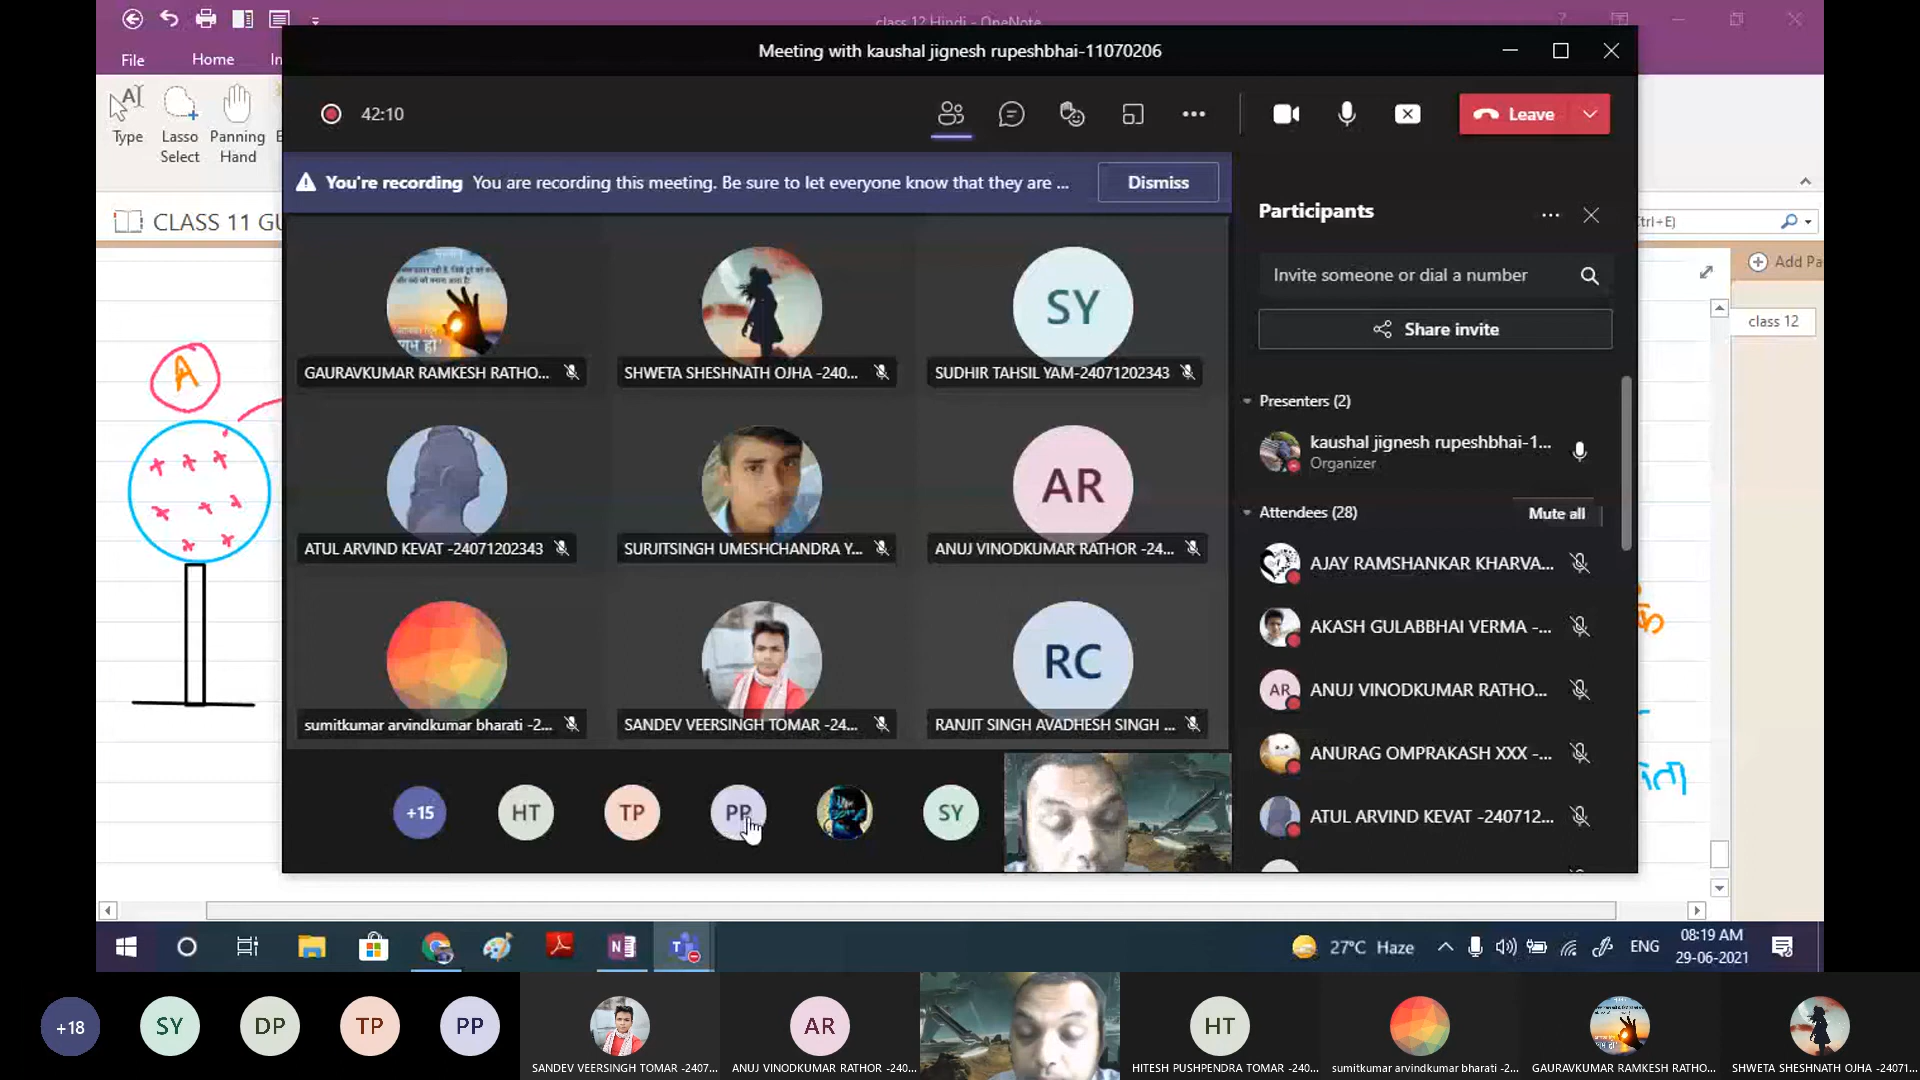 class 12 Hindi - OneNote
File
Home
Type
Lasso Select
Panning Hand
CLASS 11 GU
A
Meeting with kaushal jignesh rupeshbhai-11070206
42:10
Leave
You're recording You are recording this meeting. Be sure to let everyone know that they are ...
Dismiss
GAURAVKUMAR RAMKESH RATHO...
SHWETA SHESHNATH OJHA -240...
SY
SUDHIR TAHSIL YAM-24071202343
ATUL ARVIND KEVAT -24071202343
SURJITSINGH UMESHCHANDRA Y...
AR
ANUJ VINODKUMAR RATHOR -24...
sumitkumar arvindkumar bharati -2...
SANDEV VEERSINGH TOMAR -24...
RC
RANJIT SINGH AVADHESH SINGH ...
+15
HT
TP
PP
SY
Participants
Invite someone or dial a number
Share invite
Presenters (2)
kaushal jignesh rupeshbhai-1...
Organizer
Attendees (28)
Mute all
AJAY RAMSHANKAR KHARVA...
AKASH GULABBHAI VERMA -...
AR
ANUJ VINODKUMAR RATHO...
ANURAG OMPRAKASH XXX -...
ATUL ARVIND KEVAT -240712...
trl+E)
Add Pa
class 12
27°C Haze
ENG
08:19 AM
29-06-2021
+18
SY
DP
TP
PP
SANDEV VEERSINGH TOMAR -2407...
AR
ANUJ VINODKUMAR RATHOR -240...
HT
HITESH PUSHPENDRA TOMAR -240...
sumitkumar arvindkumar bharati -2...
GAURAVKUMAR RAMKESH RATHO...
SHWETA SHESHNATH OJHA -24071...